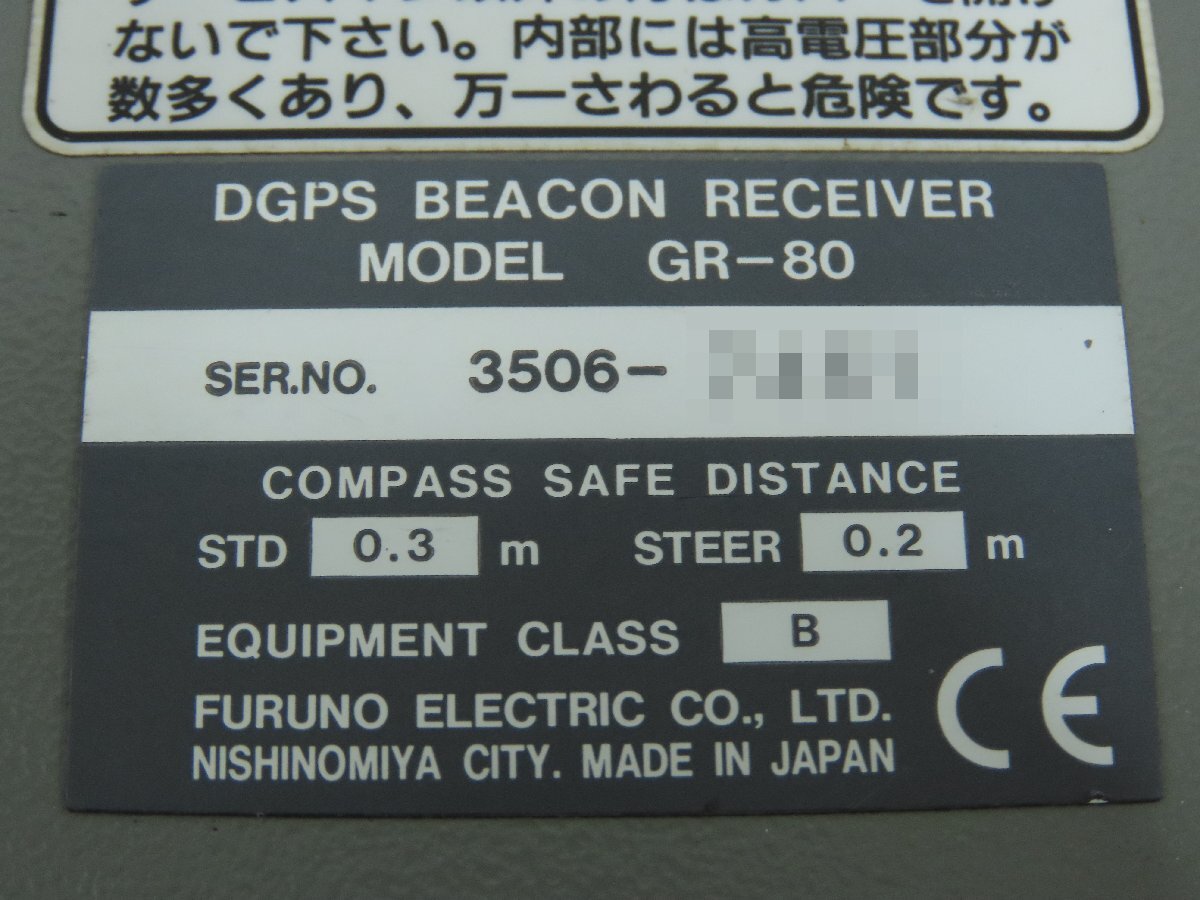 ないで下さい。内部には高電圧部分が
数多くあり、万一さわると危険です。
DGPS BEACON RECEIVER
MODEL GR-80
SER.NO. 3506-
COMPASS SAFE DISTANCE
STD 0.3 m STEER 0.2 m
EQUIPMENT CLASS B
FURUNO ELECTRIC CO., LTD.
NISHINOMIYA CITY. MADE IN JAPAN
CE